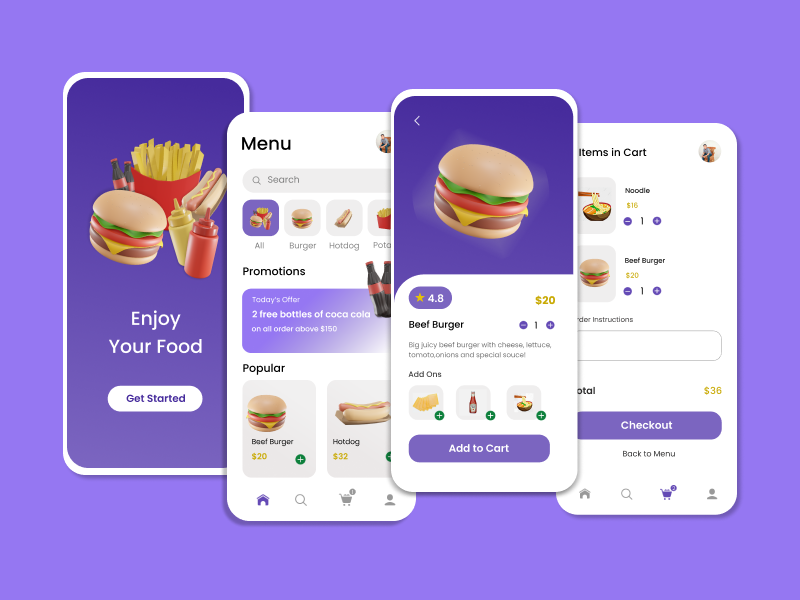 Enjoy
Your Food
Get Started
Menu
Search
All
Burger
Hotdog
Promotions
Today's Offer
2 free bottles of coca cola
on all order above $150
Popular
Beef Burger
$20
Hotdog
$32
1
4.8
$20
Beef Burger
1
Big juicy beef burger with cheese, lettuce,
tomato,onions and special souce!
Add Ons
Add to Cart
Items in Cart
Noodle
$16
1
Beef Burger
$20
1
Instructions
$36
Checkout
Back to Menu
2